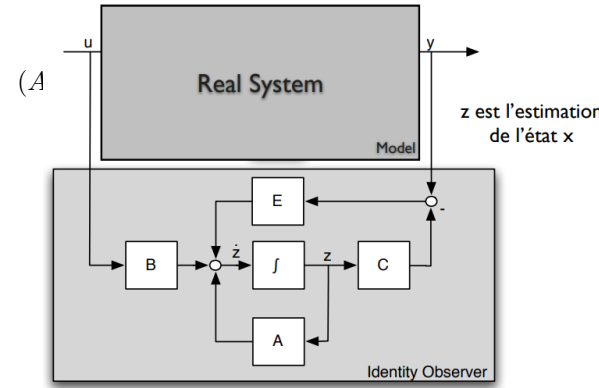 u
y
(A
Real System
Model
z est l'estimation
de l'état x
E
-
B
ż
∫
z
C
A
Identity Observer